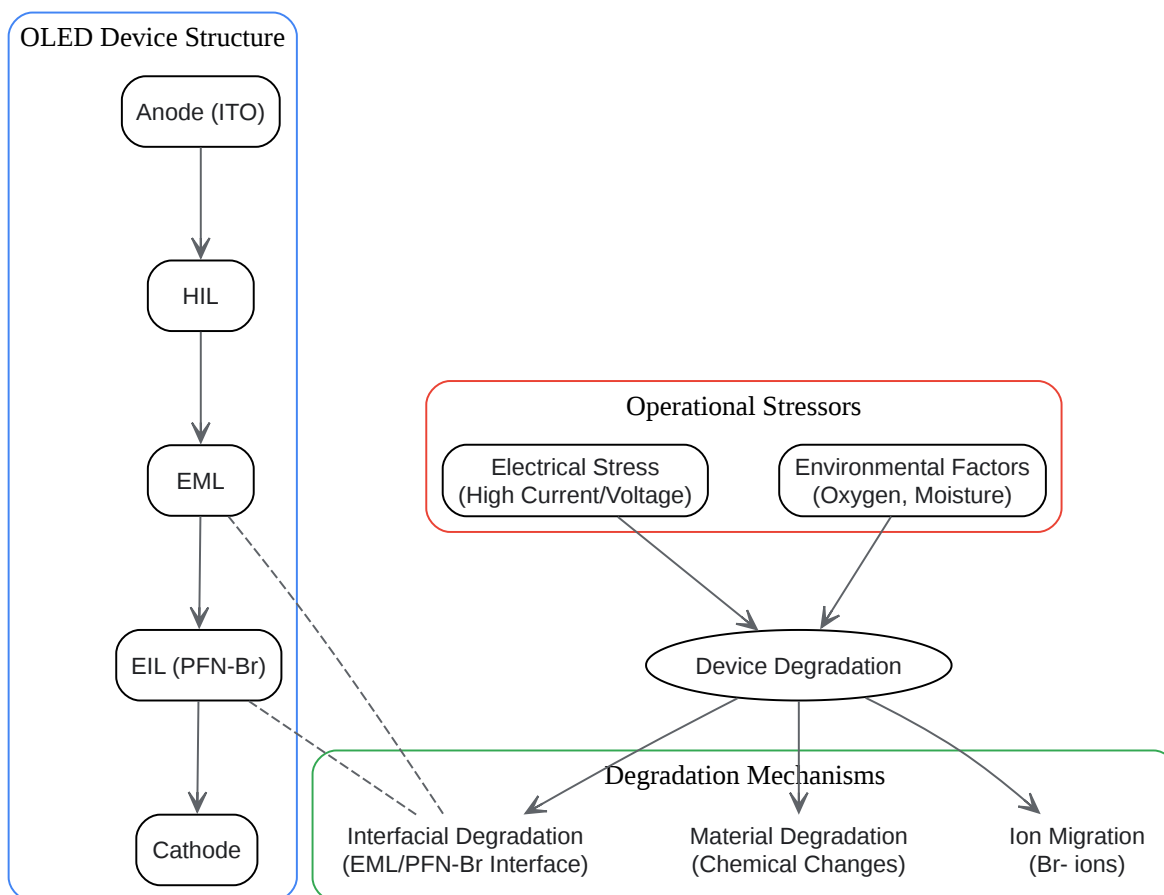 OLED Device Structure
Anode (ITO)
HIL
EML
EIL (PFN-Br)
Cathode
Operational Stressors
Electrical Stress
(High Current/Voltage)
Environmental Factors
(Oxygen, Moisture)
Device Degradation
Degradation Mechanisms
Interfacial Degradation
(EML/PFN-Br Interface)
Material Degradation
(Chemical Changes)
Ion Migration
(Br- ions)